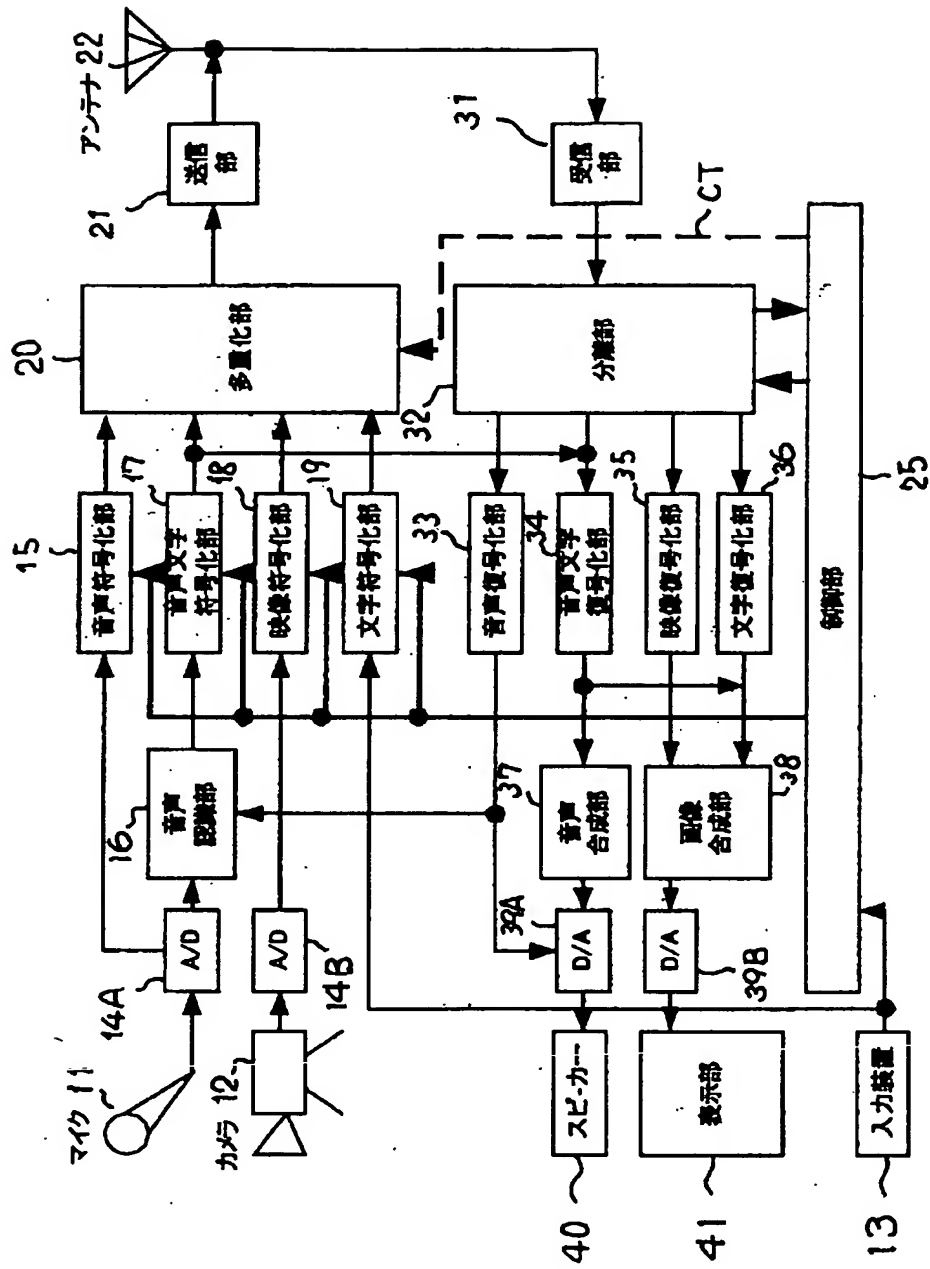 マイク 11
カメラ 12
14A
A/D
14B
A/D
16
音声
認識部
15
音声符号化部
17
音声文字
符号化部
18
映像符号化部
19
文字符号化部
20
多重化部
21
送信
部
アンテナ 22
31
受信
部
CT
32
分離部
33
音声復号化部
34
音声文字
復号化部
35
映像復号化部
36
文字復号化部
37
音声
合成部
38
画像
合成部
39A
D/A
39B
D/A
40
スピーカー
41
表示部
13
入力装置
制御部
25